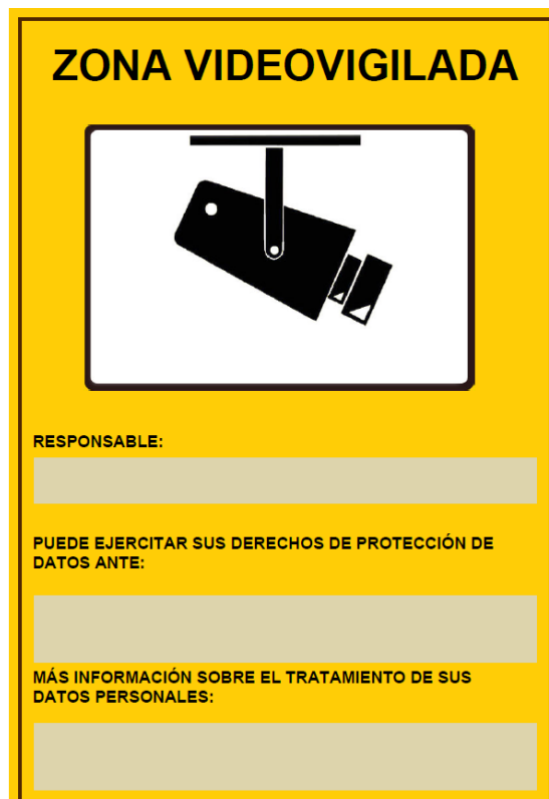 ZONA VIDEOVIGILADA
RESPONSABLE:
PUEDE EJERCITAR SUS DERECHOS DE PROTECCIÓN DE
DATOS ANTE:
MÁS INFORMACIÓN SOBRE EL TRATAMIENTO DE SUS
DATOS PERSONALES: